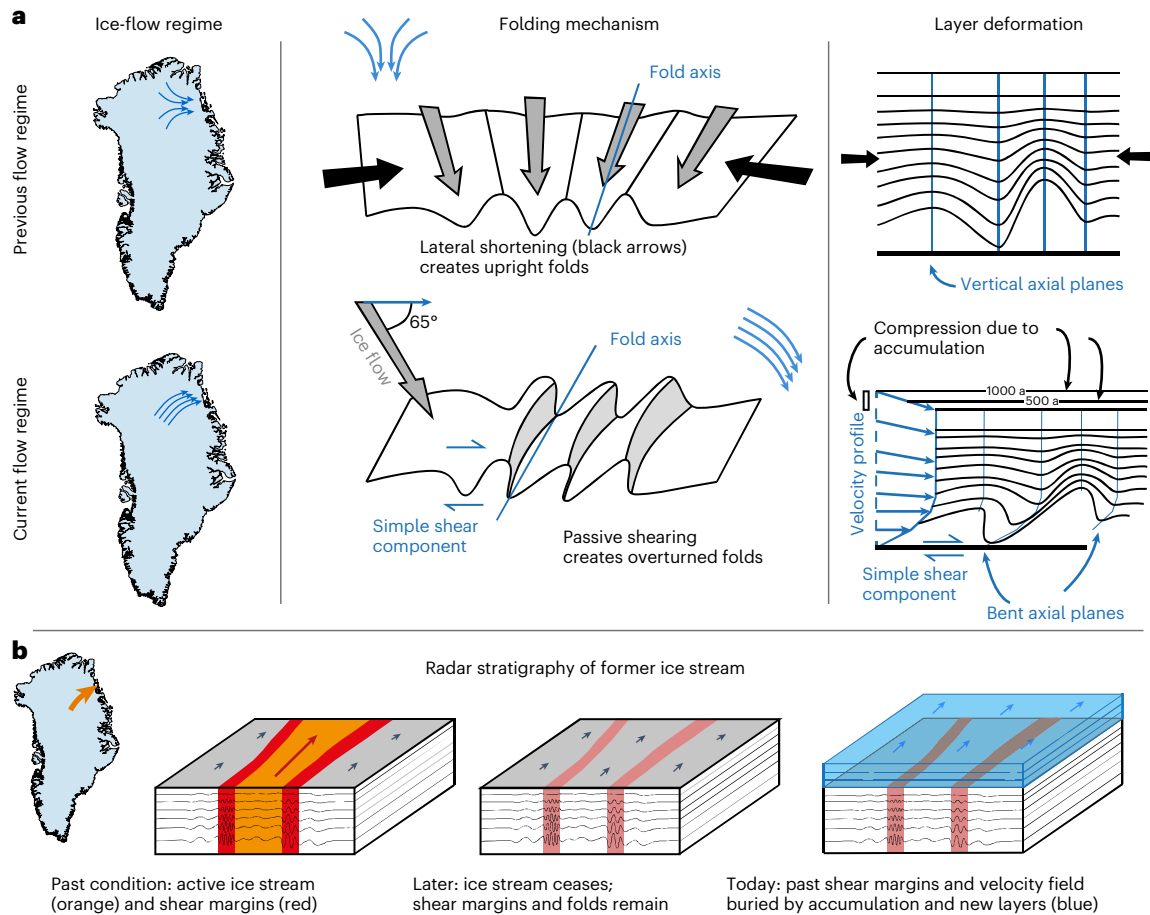 a
Ice-flow regime
Folding mechanism
Layer deformation
Previous flow regime
Fold axis
Lateral shortening (black arrows)
creates upright folds
Vertical axial planes
Current flow regime
65°
Ice flow
Fold axis
Simple shear
component
Passive shearing
creates overturned folds
Compression due to
accumulation
1000 a
500 a
Velocity profile
Simple shear
component
Bent axial planes
b
Radar stratigraphy of former ice stream
Past condition: active ice stream
(orange) and shear margins (red)
Later: ice stream ceases;
shear margins and folds remain
Today: past shear margins and velocity field
buried by accumulation and new layers (blue)